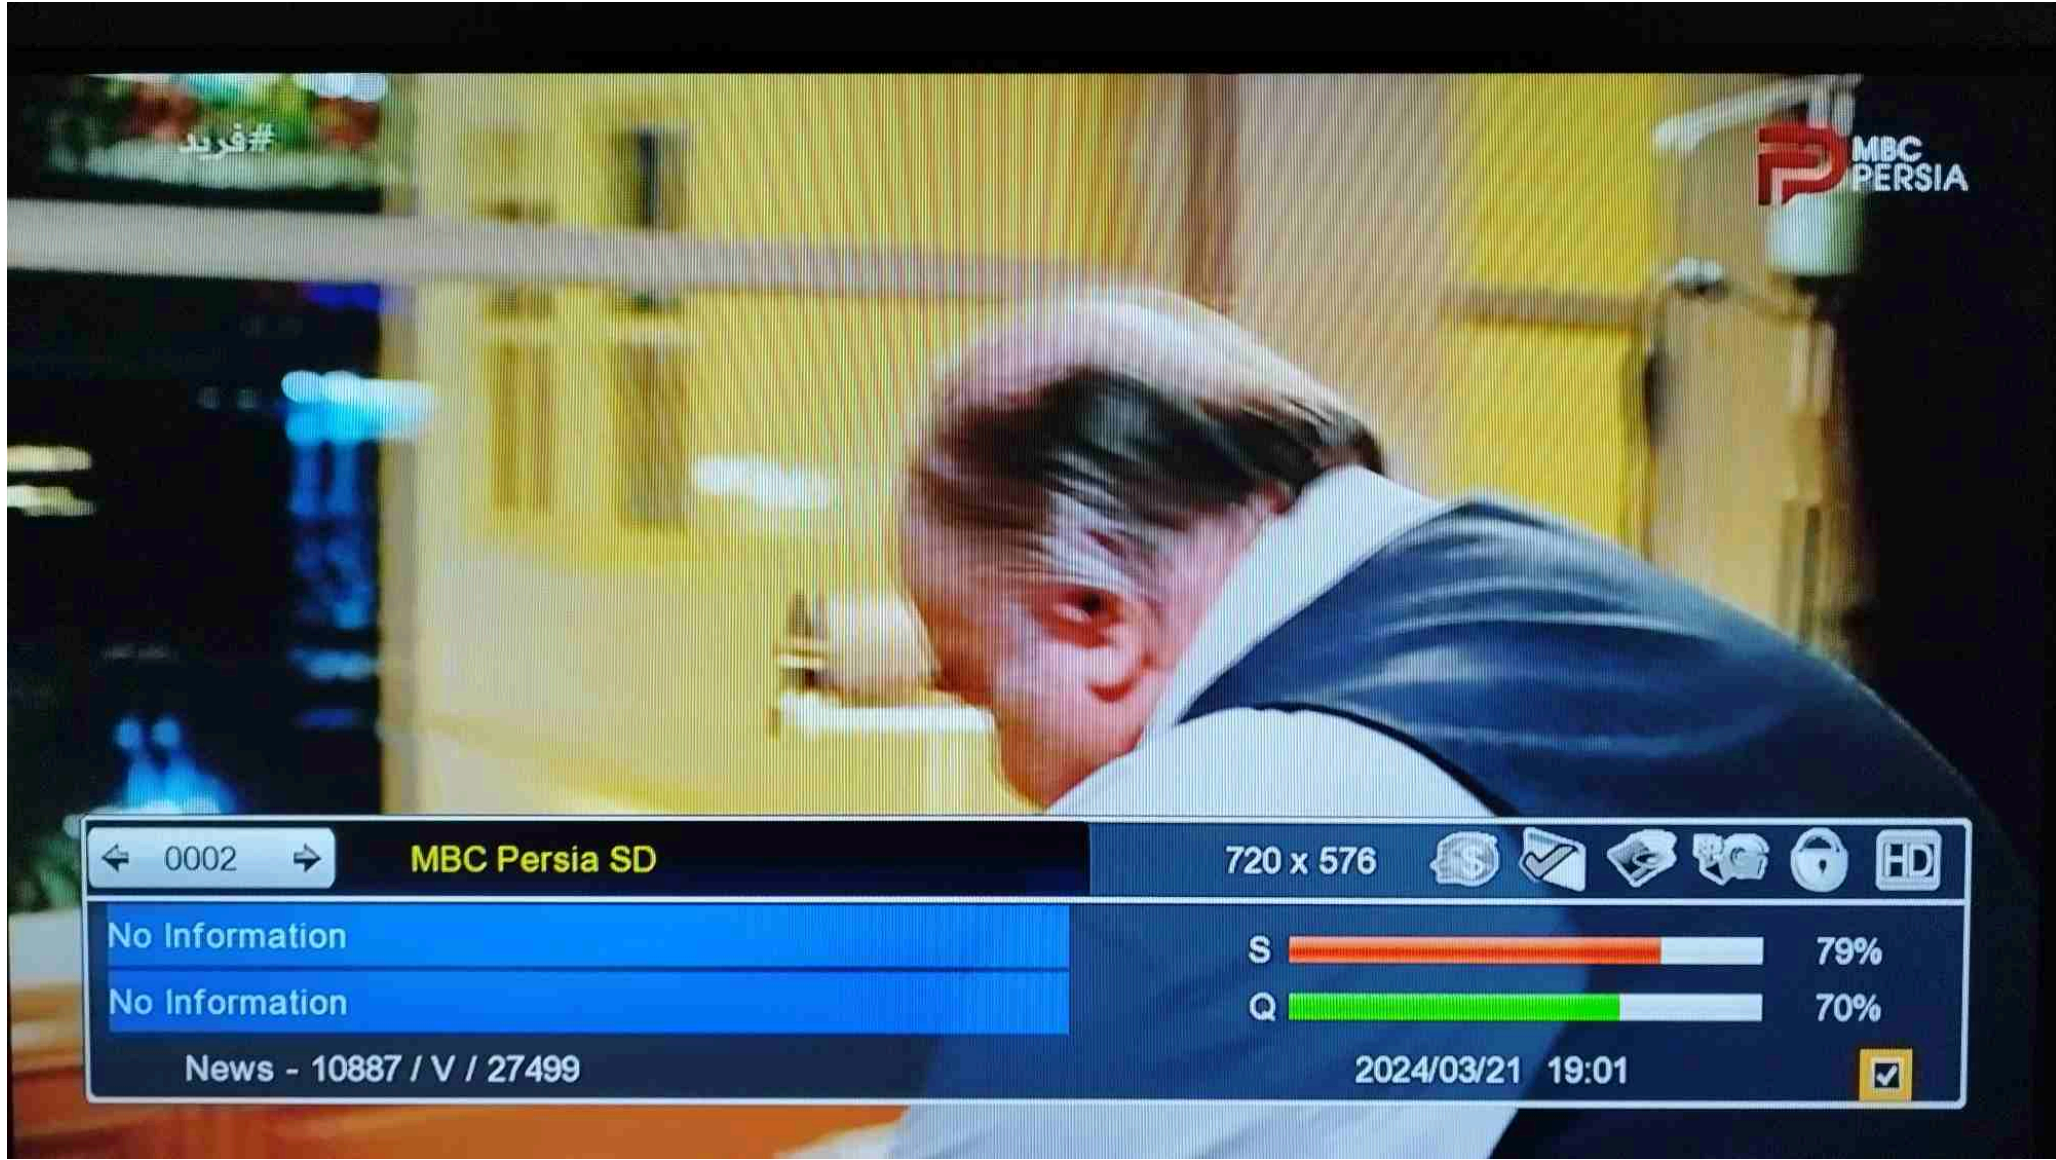 #فريد
MBC
PERSIA
0002
MBC Persia SD
720 x 576
HD
No Information
S 79%
No Information
Q 70%
News - 10887 / V / 27499
2024/03/21 19:01